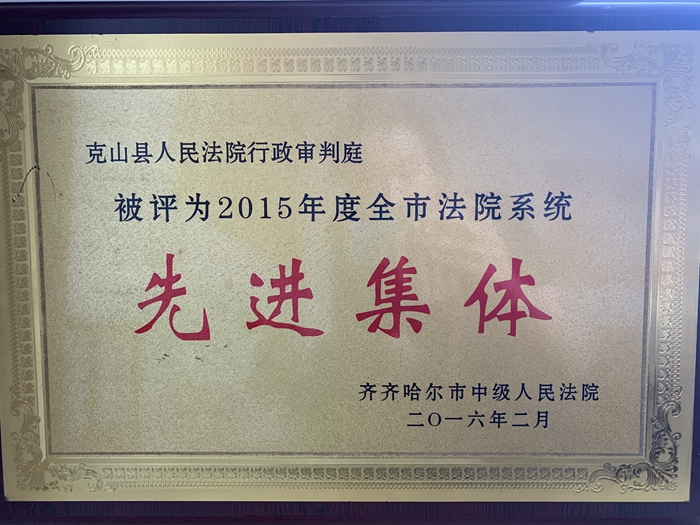 克山县人民法院行政审判庭
被评为2015年度全市法院系统
先进集体
齐齐哈尔市中级人民法院
二〇一六年二月